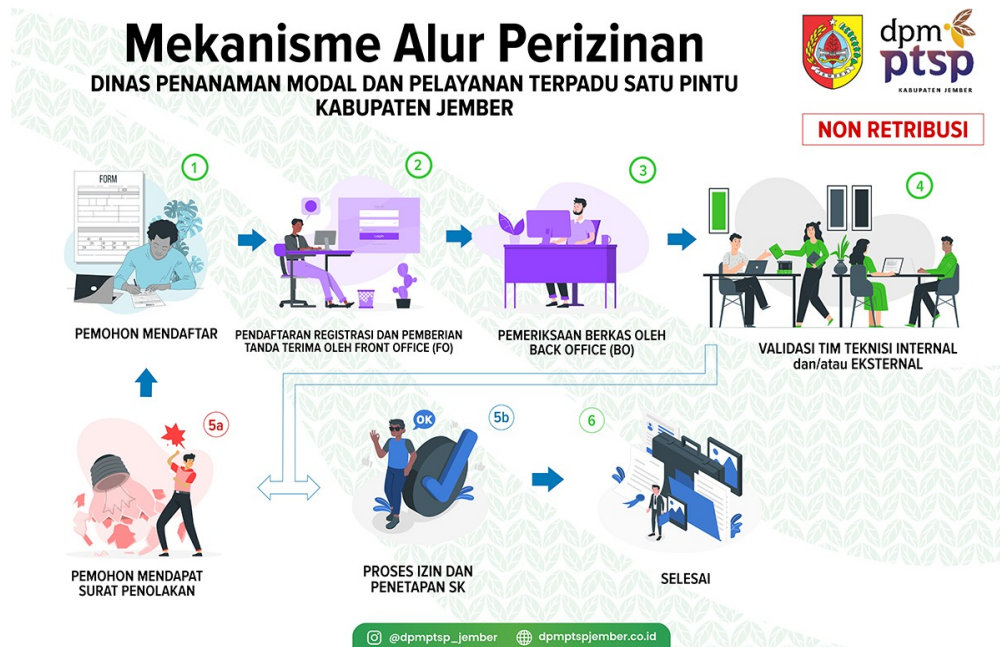 Mekanisme Alur Perizinan
DINAS PENANAMAN MODAL DAN PELAYANAN TERPADU SATU PINTU
KABUPATEN JEMBER
JEMBER
dpm
ptsp
KABUPATEN JEMBER
NON RETRIBUSI
1
FORM
PEMOHON MENDAFTAR
2
PENDAFTARAN REGISTRASI DAN PEMBERIAN
TANDA TERIMA OLEH FRONT OFFICE (FO)
3
PEMERIKSAAN BERKAS OLEH
BACK OFFICE (BO)
4
VALIDASI TIM TEKNISI INTERNAL
dan/atau EKSTERNAL
5a
PEMOHON MENDAPAT
SURAT PENOLAKAN
5b
OK
PROSES IZIN DAN
PENETAPAN SK
6
SELESAI
@dpmptsp_jember
dpmptspjember.co.id